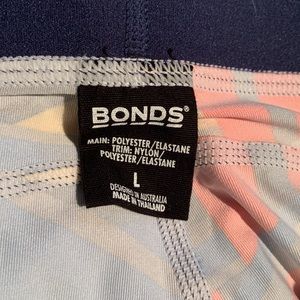 BONDS®
MAIN: POLYESTER/ELASTANE
TRIM: NYLON/
POLYESTER/ELASTANE
L
DESIGNED IN AUSTRALIA
MADE IN THAILAND